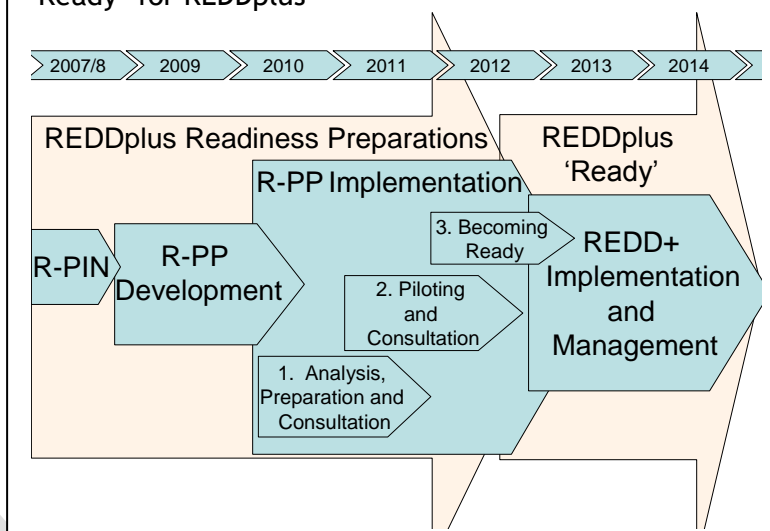 'Ready' for REDDplus
2007/8
2009
2010
2011
2012
2013
2014
REDDplus Readiness Preparations
REDDplus
'Ready'
R-PP Implementation
R-PIN
R-PP
Development
3. Becoming
Ready
2. Piloting
and
Consultation
1. Analysis,
Preparation and
Consultation
REDD+
Implementation
and
Management